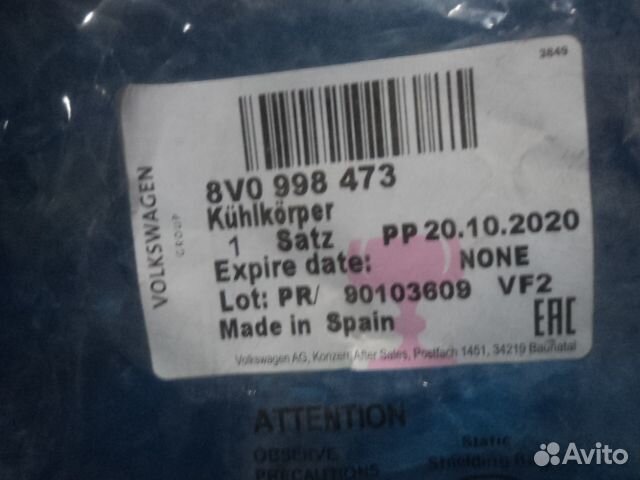 3849
VOLKSWAGEN
GROUP
8V0 998 473
Kühlkörper
1 Satz PP 20.10.2020
Expire date: NONE
Lot: PR/ 90103609 VF2
Made in Spain
EAC
Volkswagen AG, Konzern After Sales, Postfach 1451, 34219 Baunatal
ATTENTION
OBSERVE Static
PRECAUTIONS Shielding
Avito